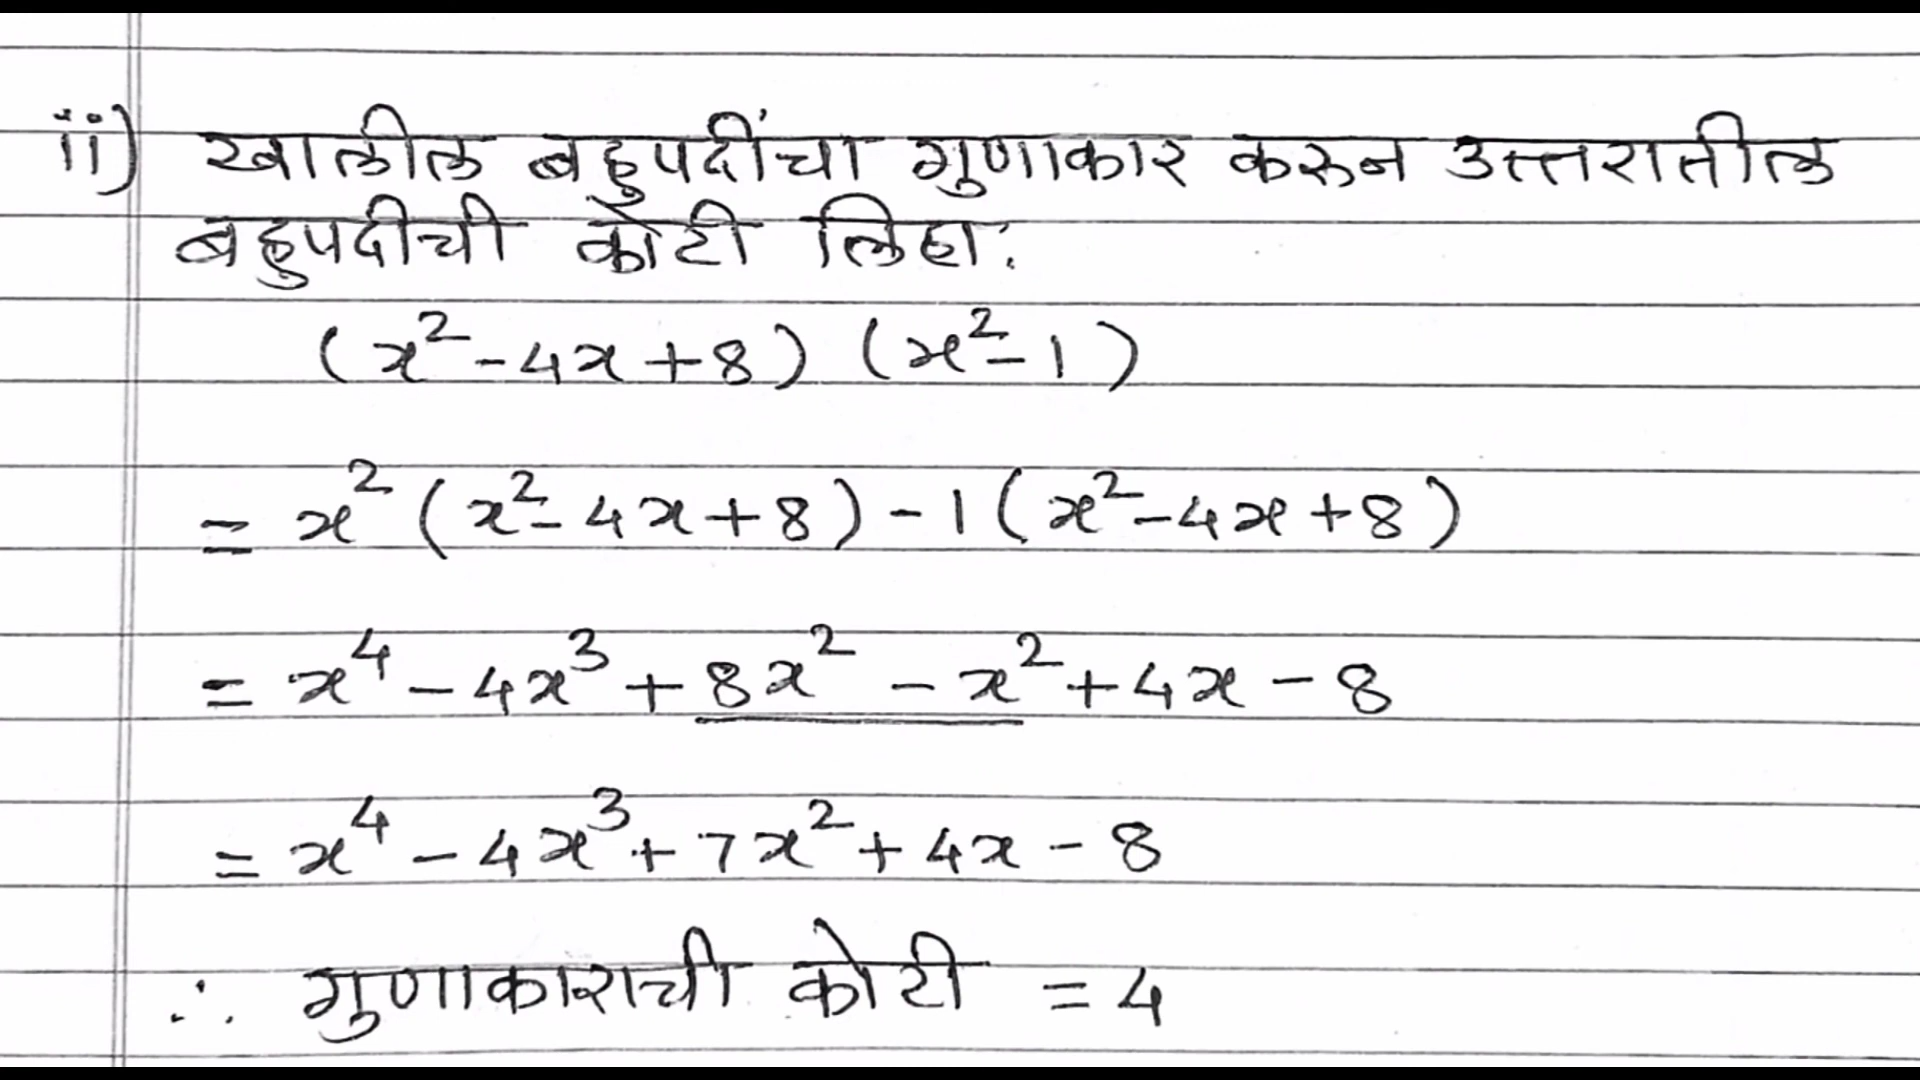 ii) खालील बहुपदींचा गुणाकार करून उत्तरातील
बहुपदीची कोटी लिहा:
(x² - 4x + 8) (x² - 1)
= x² (x² - 4x + 8) - 1 (x² - 4x + 8)
= x⁴ - 4x³ + 8x² - x² + 4x - 8
= x⁴ - 4x³ + 7x² + 4x - 8
∴ गुणाकाराची कोटी = 4